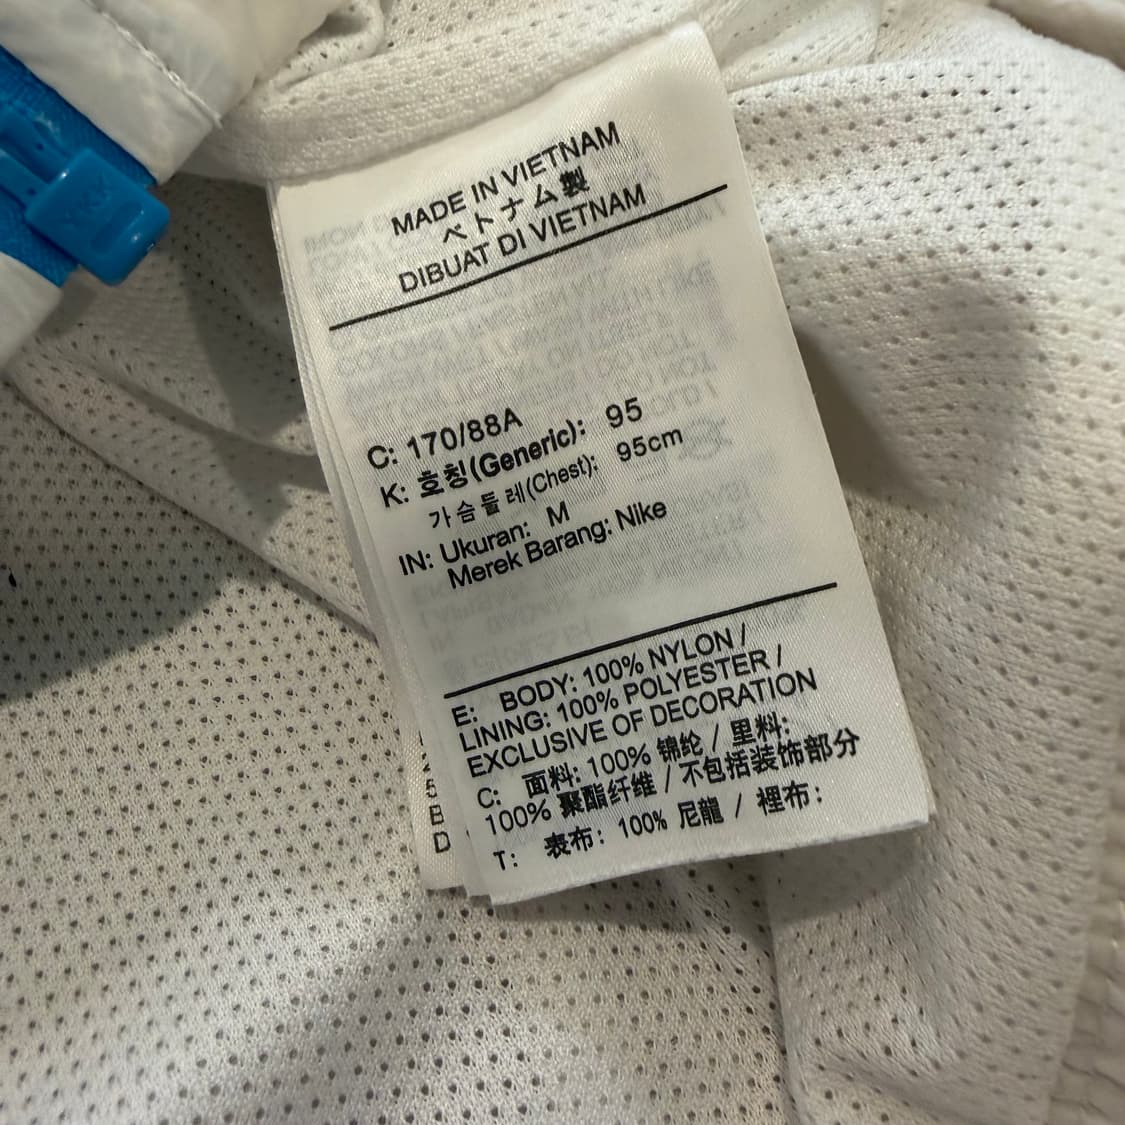 MADE IN VIETNAM
ベトナム製
DIBUAT DI VIETNAM
C: 170/88A
K: 호칭(Generic): 95
가슴둘레(Chest): 95cm
IN: Ukuran: M
Merek Barang: Nike
E: BODY: 100% NYLON /
LINING: 100% POLYESTER /
EXCLUSIVE OF DECORATION
C: 面料: 100% 锦纶 / 里料:
100% 聚酯纤维 / 不包括装饰部分
T: 表布: 100% 尼龍 / 裡布:
5
B
D
YKK